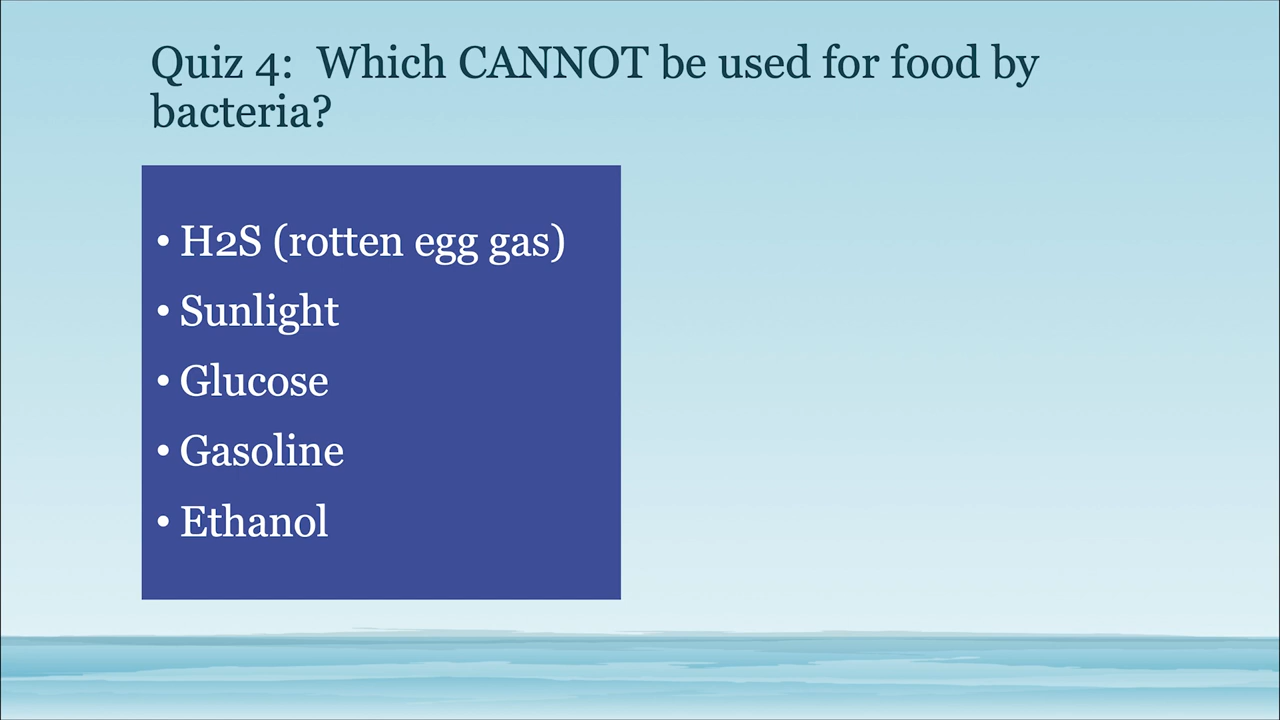 Quiz 4:  Which CANNOT be used for food by
bacteria?
• H2S (rotten egg gas)
• Sunlight
• Glucose
• Gasoline
• Ethanol